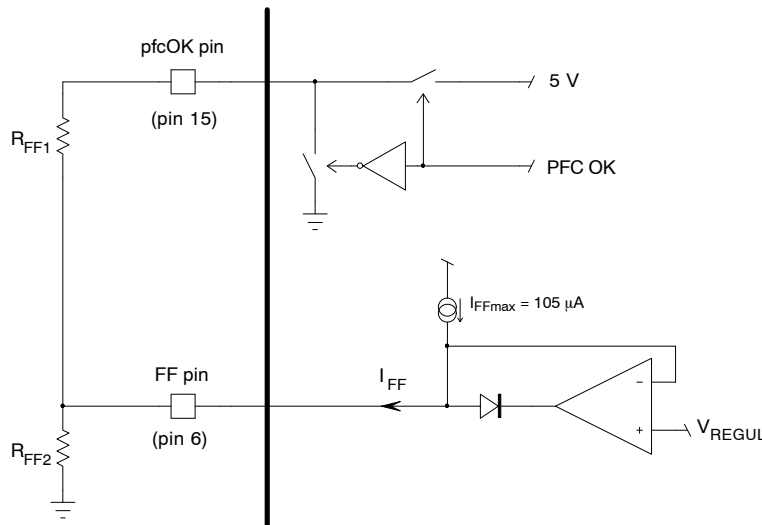 pfcOK pin
(pin 15)
5 V
R_FF1
PFC OK
I_FFmax = 105 µA
FF pin
I_FF
−
+
V_REGUL
(pin 6)
R_FF2